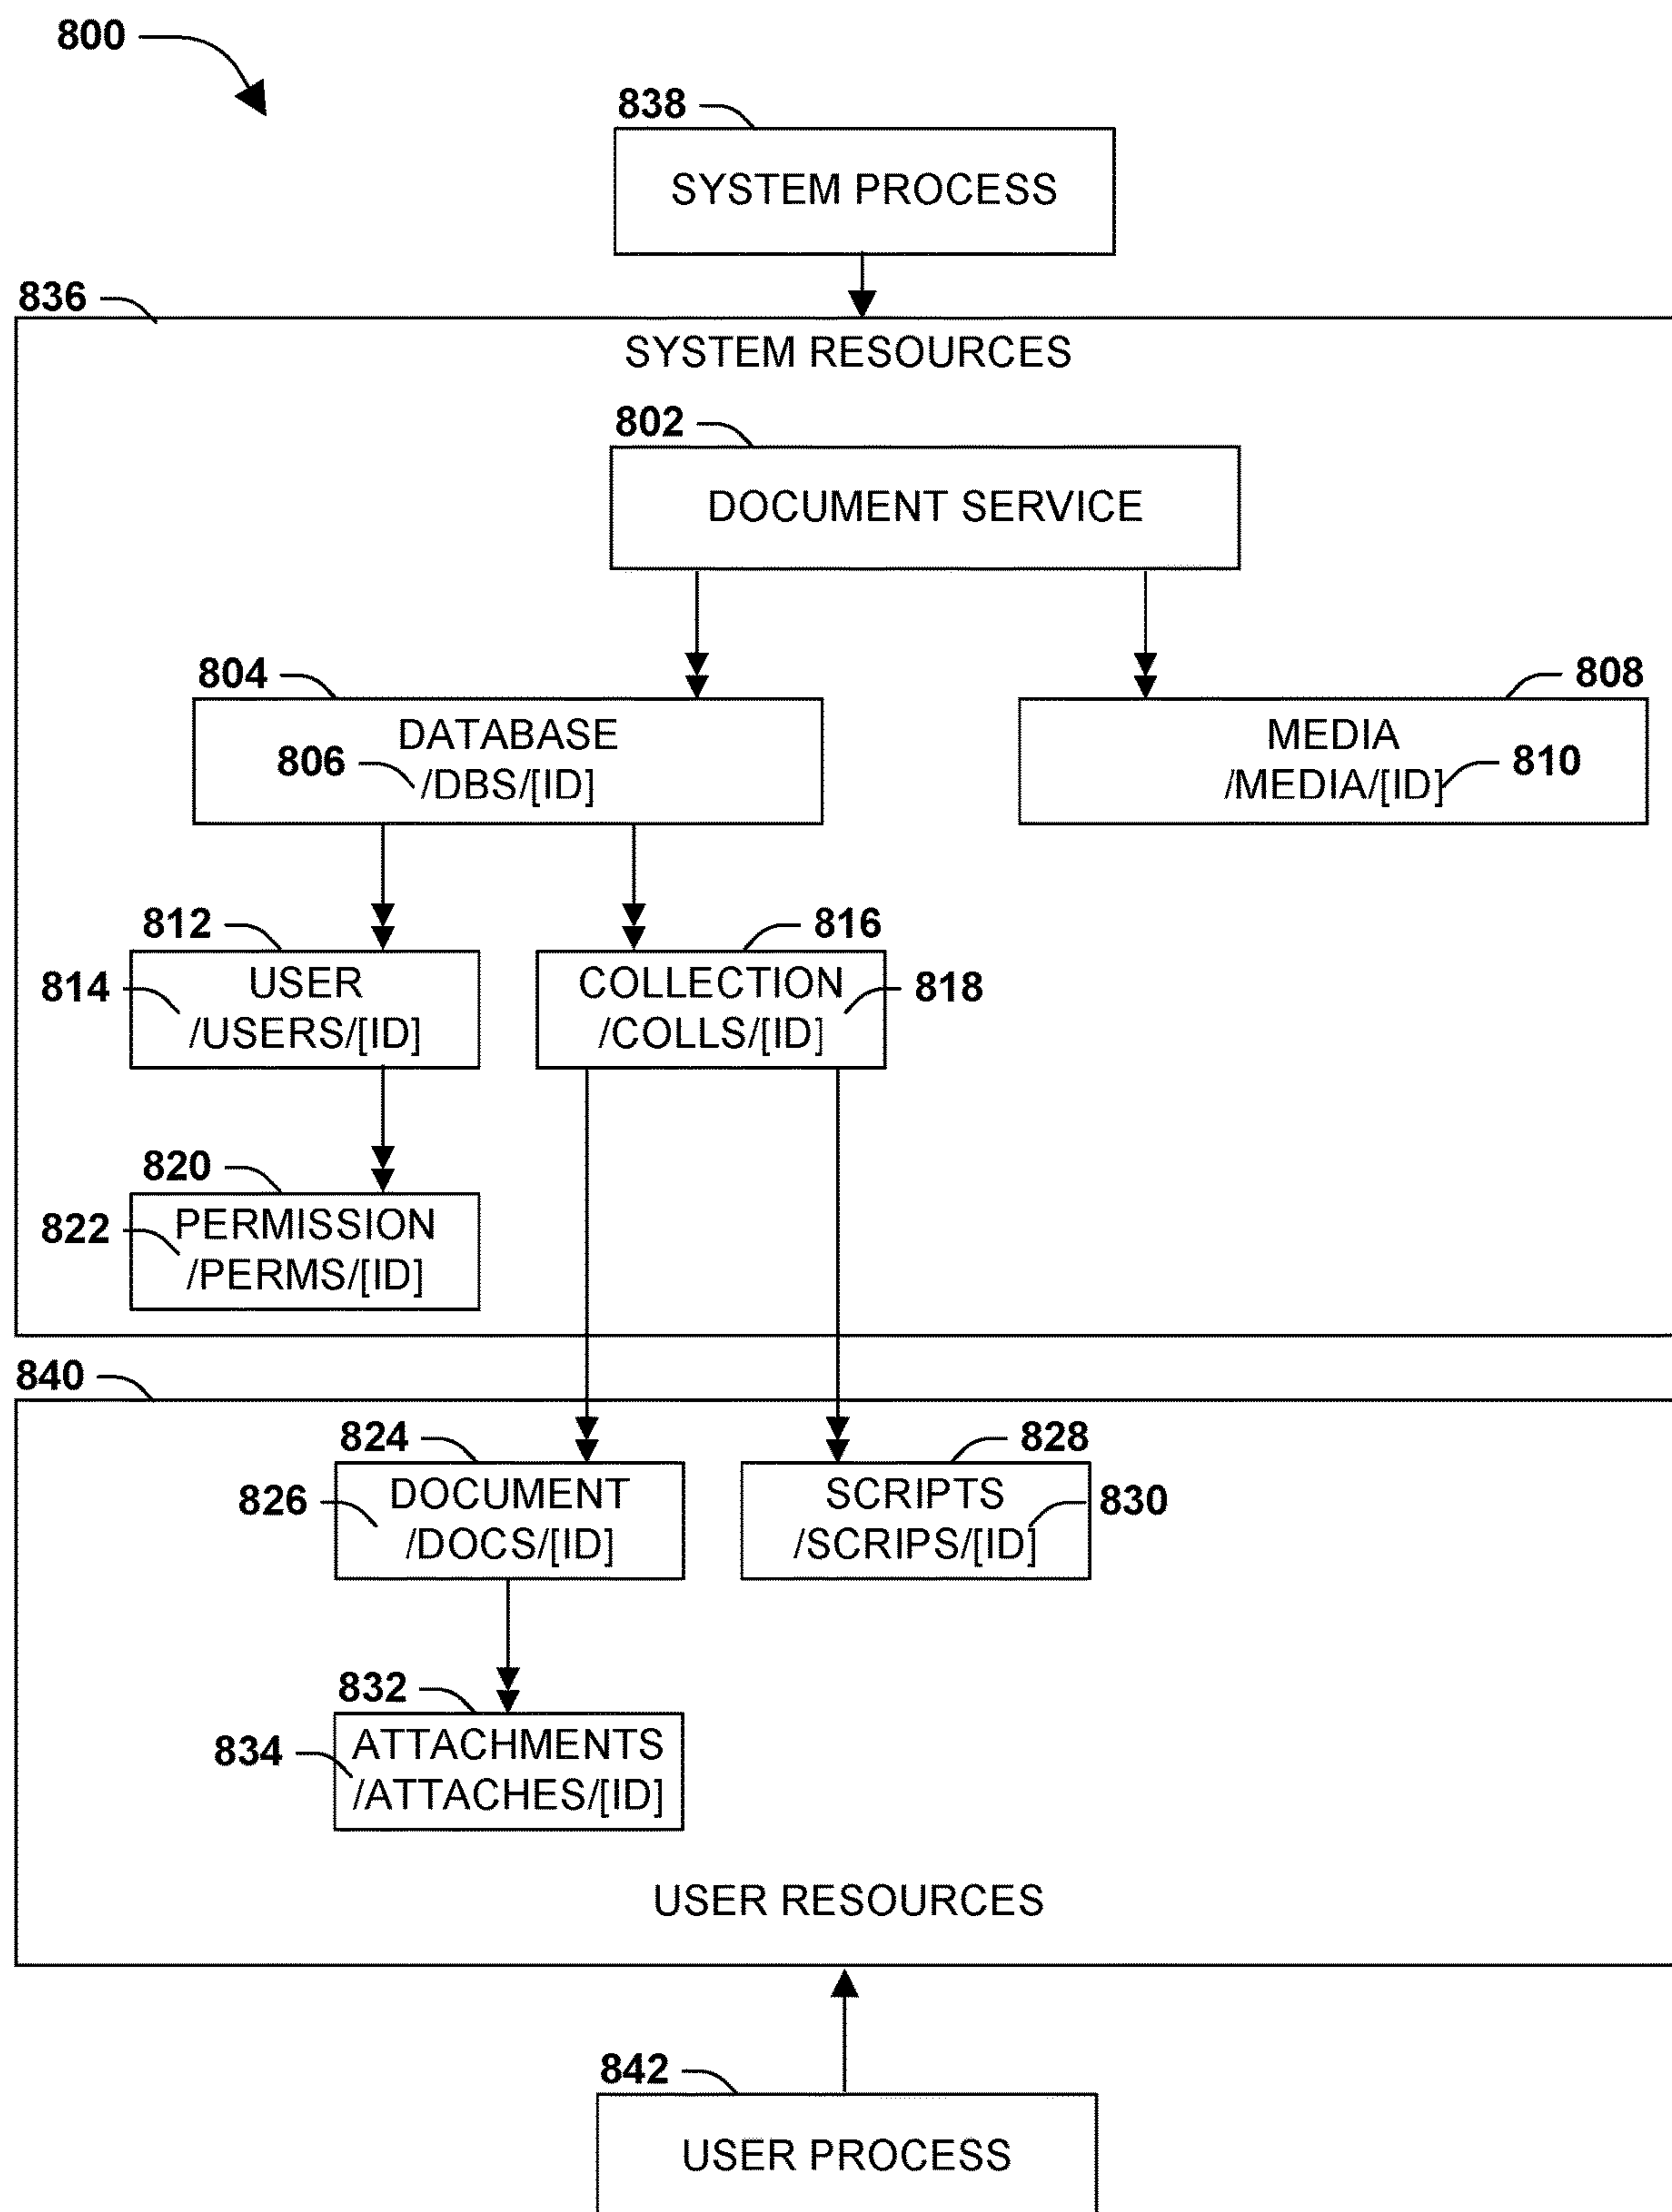 800
838
SYSTEM PROCESS
836
SYSTEM RESOURCES
802
DOCUMENT SERVICE
804
DATABASE
806
/DBS/[ID]
808
MEDIA
/MEDIA/[ID]
810
812
USER
814
/USERS/[ID]
816
COLLECTION
/COLLS/[ID]
818
820
PERMISSION
822
/PERMS/[ID]
840
824
DOCUMENT
826
/DOCS/[ID]
828
SCRIPTS
/SCRIPS/[ID]
830
832
ATTACHMENTS
834
/ATTACHES/[ID]
USER RESOURCES
842
USER PROCESS